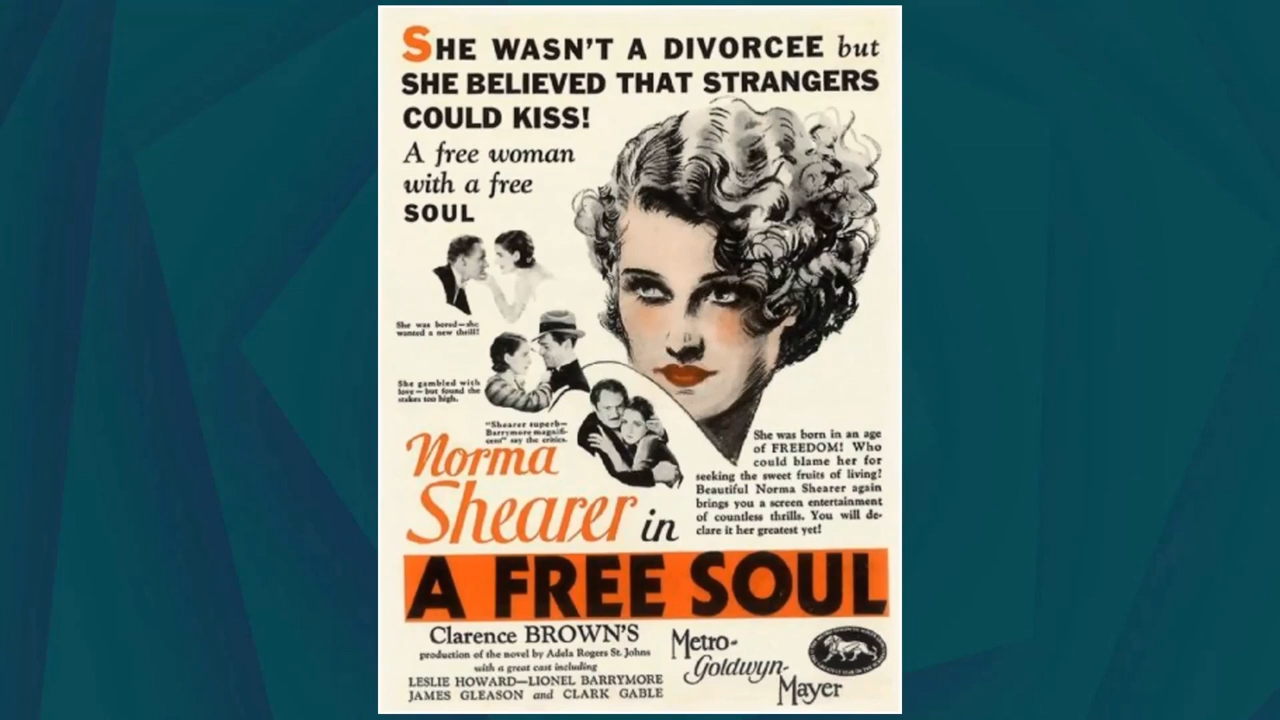 SHE WASN'T A DIVORCEE but
SHE BELIEVED THAT STRANGERS
COULD KISS!
A free woman
with a free
SOUL
She was bored—she
wanted a new thrill!
She gambled with
love—but found the
stakes too high.
"Shearer superb—
Barrymore magnifi-
cent" say the critics.
She was born in an age
of FREEDOM! Who
could blame her for
seeking the sweet fruits of living?
Beautiful Norma Shearer again
brings you a screen entertainment
of countless thrills. You will de-
clare it her greatest yet!
Norma
Shearer in
A FREE SOUL
Clarence BROWN'S
production of the novel by Adela Rogers St. Johns
with a great cast including
LESLIE HOWARD—LIONEL BARRYMORE
JAMES GLEASON and CLARK GABLE
Metro-
Goldwyn-
Mayer